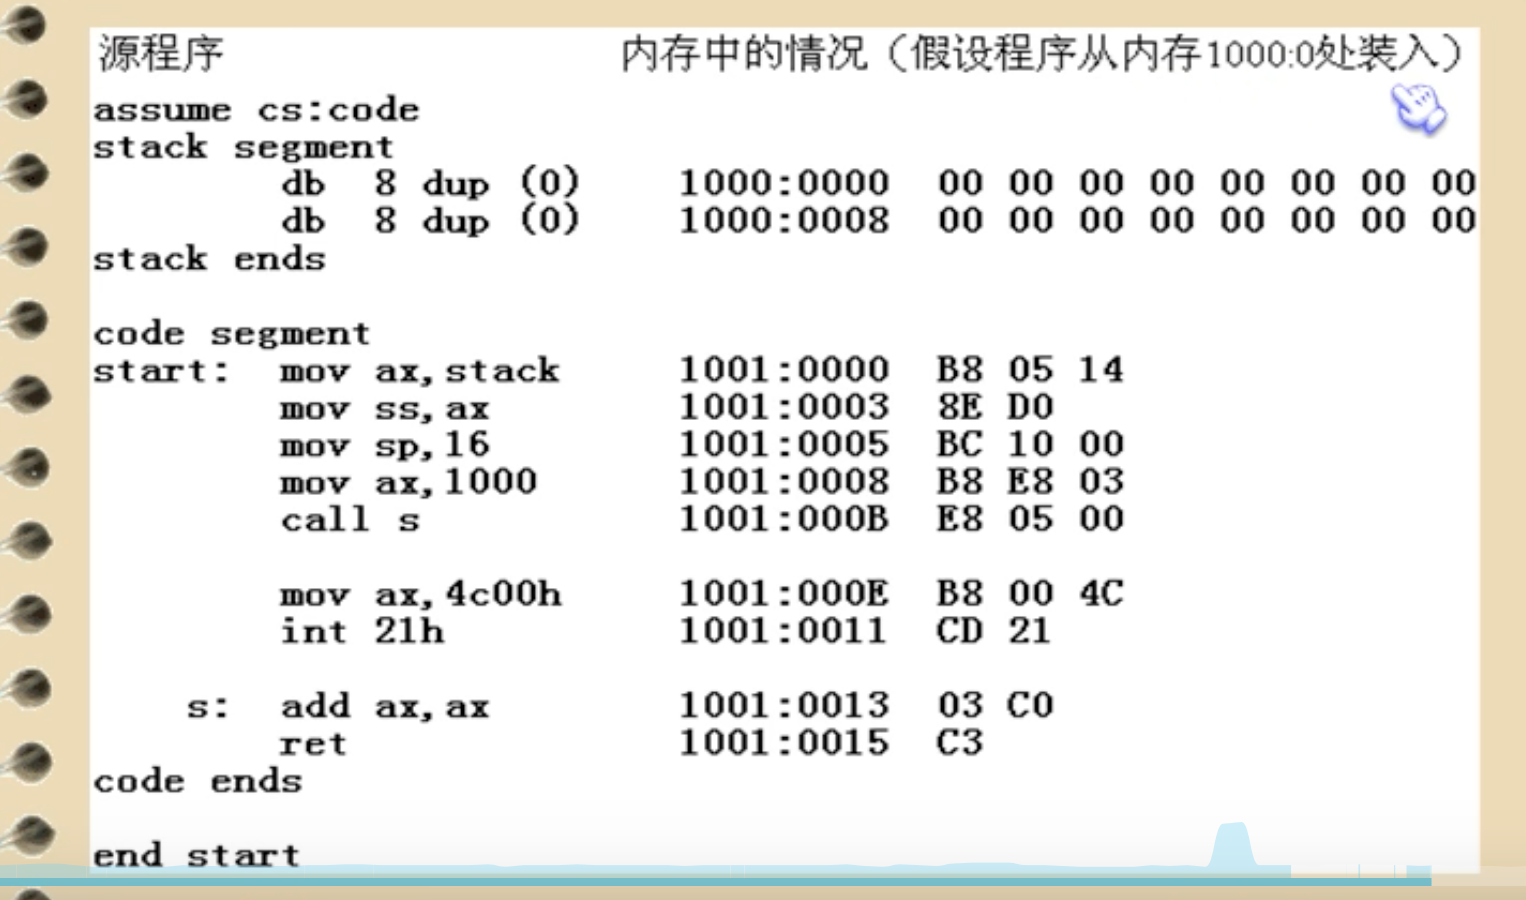 源程序 内存中的情况（假设程序从内存1000:0处装入）
assume cs:code
stack segment
db 8 dup (0) 1000:0000 00 00 00 00 00 00 00 00
db 8 dup (0) 1000:0008 00 00 00 00 00 00 00 00
stack ends
code segment
start: mov ax,stack 1001:0000 B8 05 14
mov ss,ax 1001:0003 8E D0
mov sp,16 1001:0005 BC 10 00
mov ax,1000 1001:0008 B8 E8 03
call s 1001:000B E8 05 00
mov ax,4c00h 1001:000E B8 00 4C
int 21h 1001:0011 CD 21
s: add ax,ax 1001:0013 03 C0
ret 1001:0015 C3
code ends
end start